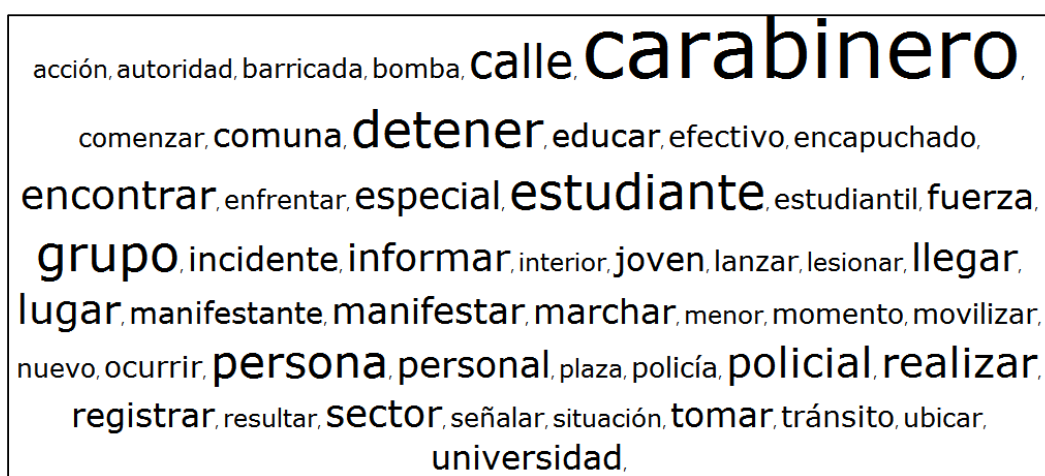 acción, autoridad, barricada, bomba, calle, carabinero,
comenzar, comuna, detener, educar, efectivo, encapuchado,
encontrar, enfrentar, especial, estudiante, estudiantil, fuerza,
grupo, incidente, informar, interior, joven, lanzar, lesionar, llegar,
lugar, manifestante, manifestar, marchar, menor, momento, movilizar,
nuevo, ocurrir, persona, personal, plaza, policía, policial, realizar,
registrar, resultar, sector, señalar, situación, tomar, tránsito, ubicar,
universidad,